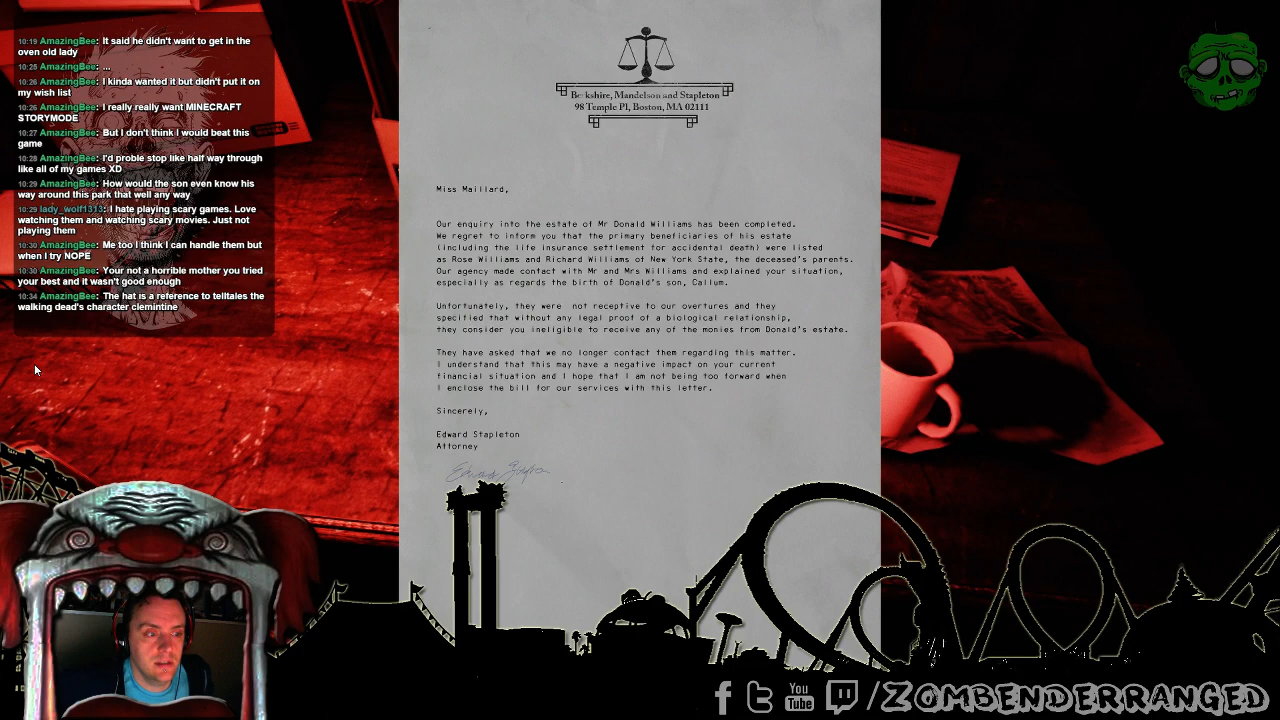 10:19 AmazingBee: It said he didn't want to get in the
oven old lady
10:25 AmazingBee: ...
10:26 AmazingBee: I kinda wanted it but didn't put it on
my wish list
10:26 AmazingBee: I really really want MINECRAFT
STORYMODE
10:27 AmazingBee: But I don't think I would beat this
game
10:28 AmazingBee: I'd proble stop like half way through
like all of my games XD
10:29 AmazingBee: How would the son even know his
way around this park that well any way
10:29 lady_wolf1313: I hate playing scary games. Love
watching them and watching scary movies. Just not
playing them
10:30 AmazingBee: Me too I think I can handle them but
when I try NOPE
10:30 AmazingBee: Your not a horrible mother you tried
your best and it wasn't good enough
10:34 AmazingBee: The hat is a reference to telltales the
walking dead's character clemintine
Berkshire, Mandelson and Stapleton
98 Temple Pl, Boston, MA 02111
Miss Maillard,
Our enquiry into the estate of Mr Donald Williams has been completed.
We regret to inform you that the primary beneficiaries of his estate
(including the life insurance settlement for accidental death) were listed
as Rose Williams and Richard Williams of New York State, the deceased's parents.
Our agency made contact with Mr and Mrs Williams and explained your situation,
especially as regards the birth of Donald's son, Callum.
Unfortunately, they were not receptive to our overtures and they
specified that without any legal proof of a biological relationship,
they consider you ineligible to receive any of the monies from Donald's estate.
They have asked that we no longer contact them regarding this matter.
I understand that this may have a negative impact on your current
financial situation and I hope that I am not being too forward when
I enclose the bill for our services with this letter.
Sincerely,
Edward Stapleton
Attorney
You
Tube
/ZOMBENDERRANGED